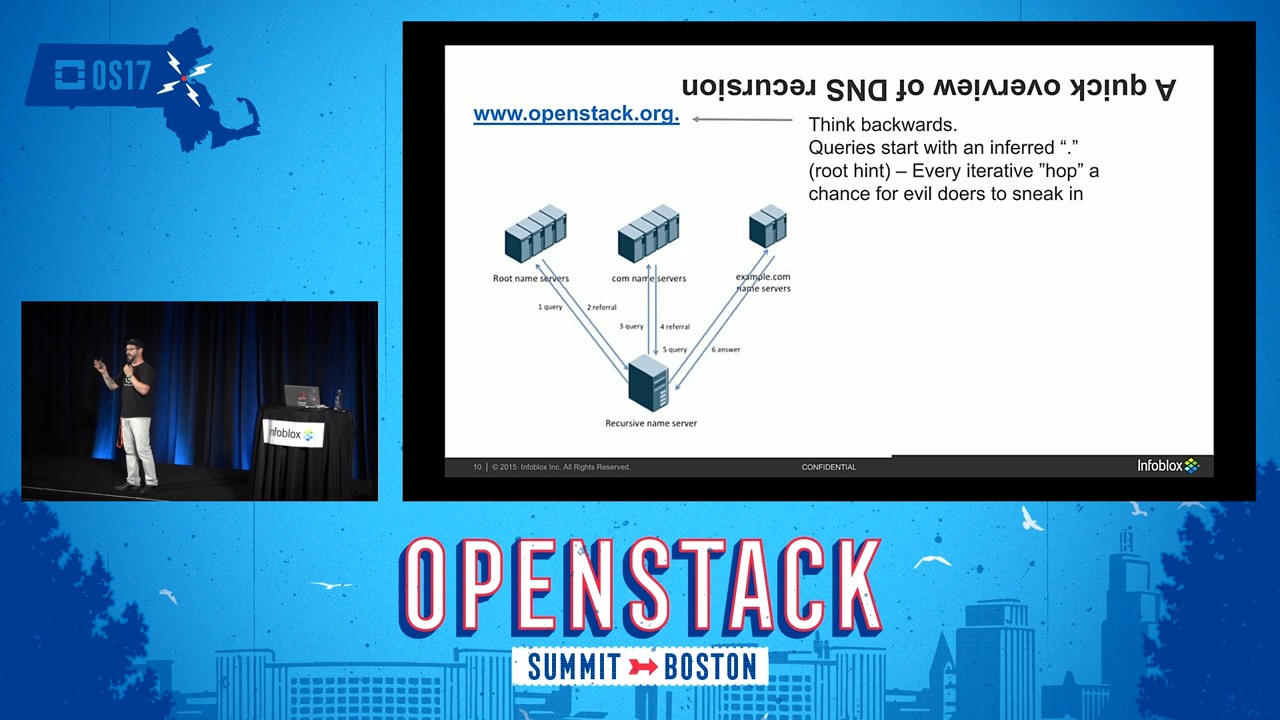 OS17
A quick overview of DNS recursion
www.openstack.org.
Think backwards.
Queries start with an inferred “.”
(root hint) – Every iterative ”hop” a
chance for evil doers to sneak in
Root name servers
com name servers
example.com
name servers
1 query
2 referral
3 query
4 referral
5 query
6 answer
Recursive name server
10 | © 2015 Infoblox Inc. All Rights Reserved.
CONFIDENTIAL
Infoblox
Infoblox
OPENSTACK
SUMMIT BOSTON